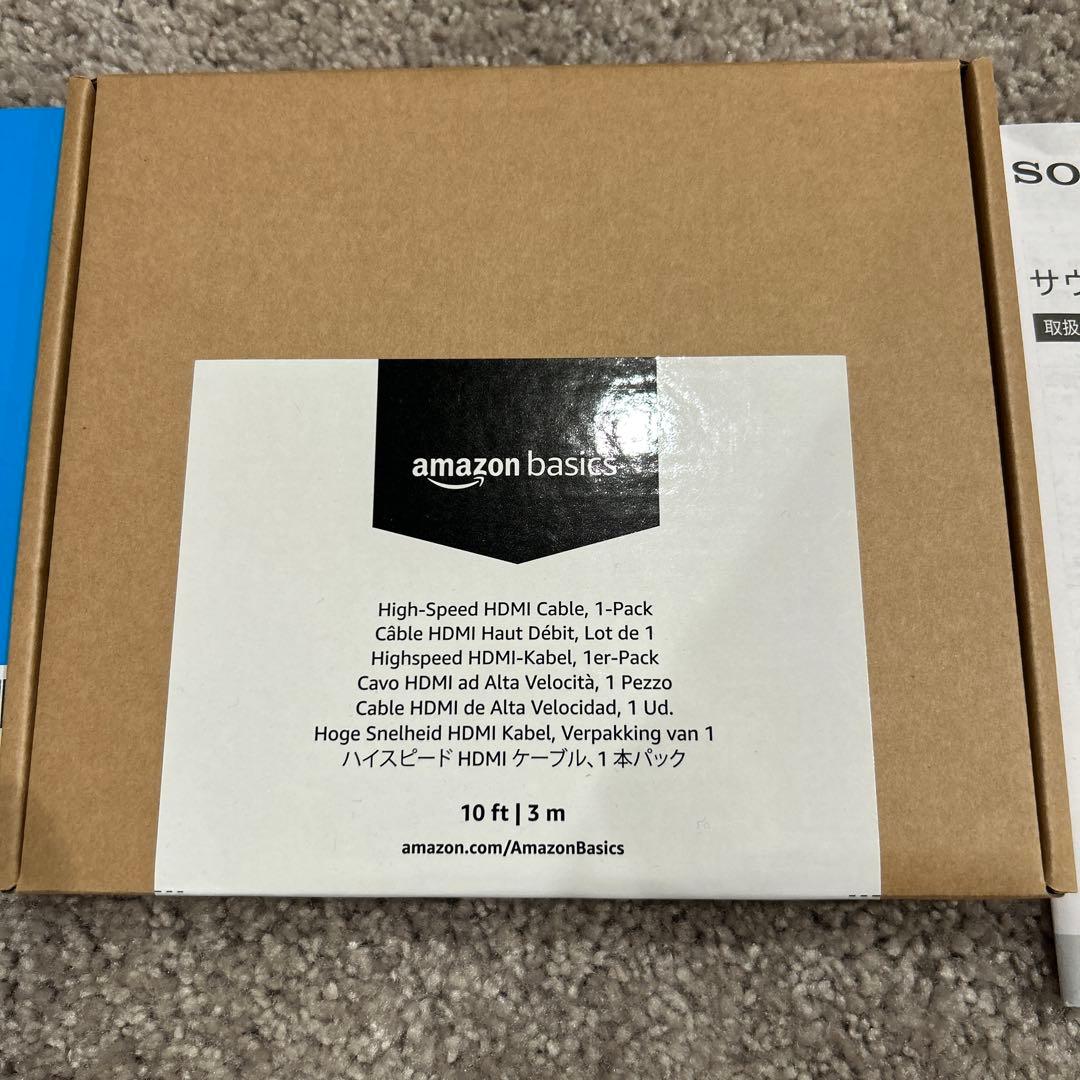 amazon basics
High-Speed HDMI Cable, 1-Pack
Câble HDMI Haut Débit, Lot de 1
Highspeed HDMI-Kabel, 1er-Pack
Cavo HDMI ad Alta Velocità, 1 Pezzo
Cable HDMI de Alta Velocidad, 1 Ud.
Hoge Snelheid HDMI Kabel, Verpakking van 1
ハイスピード HDMI ケーブル、1 本パック
10 ft | 3 m
amazon.com/AmazonBasics
SO
サウ
取扱